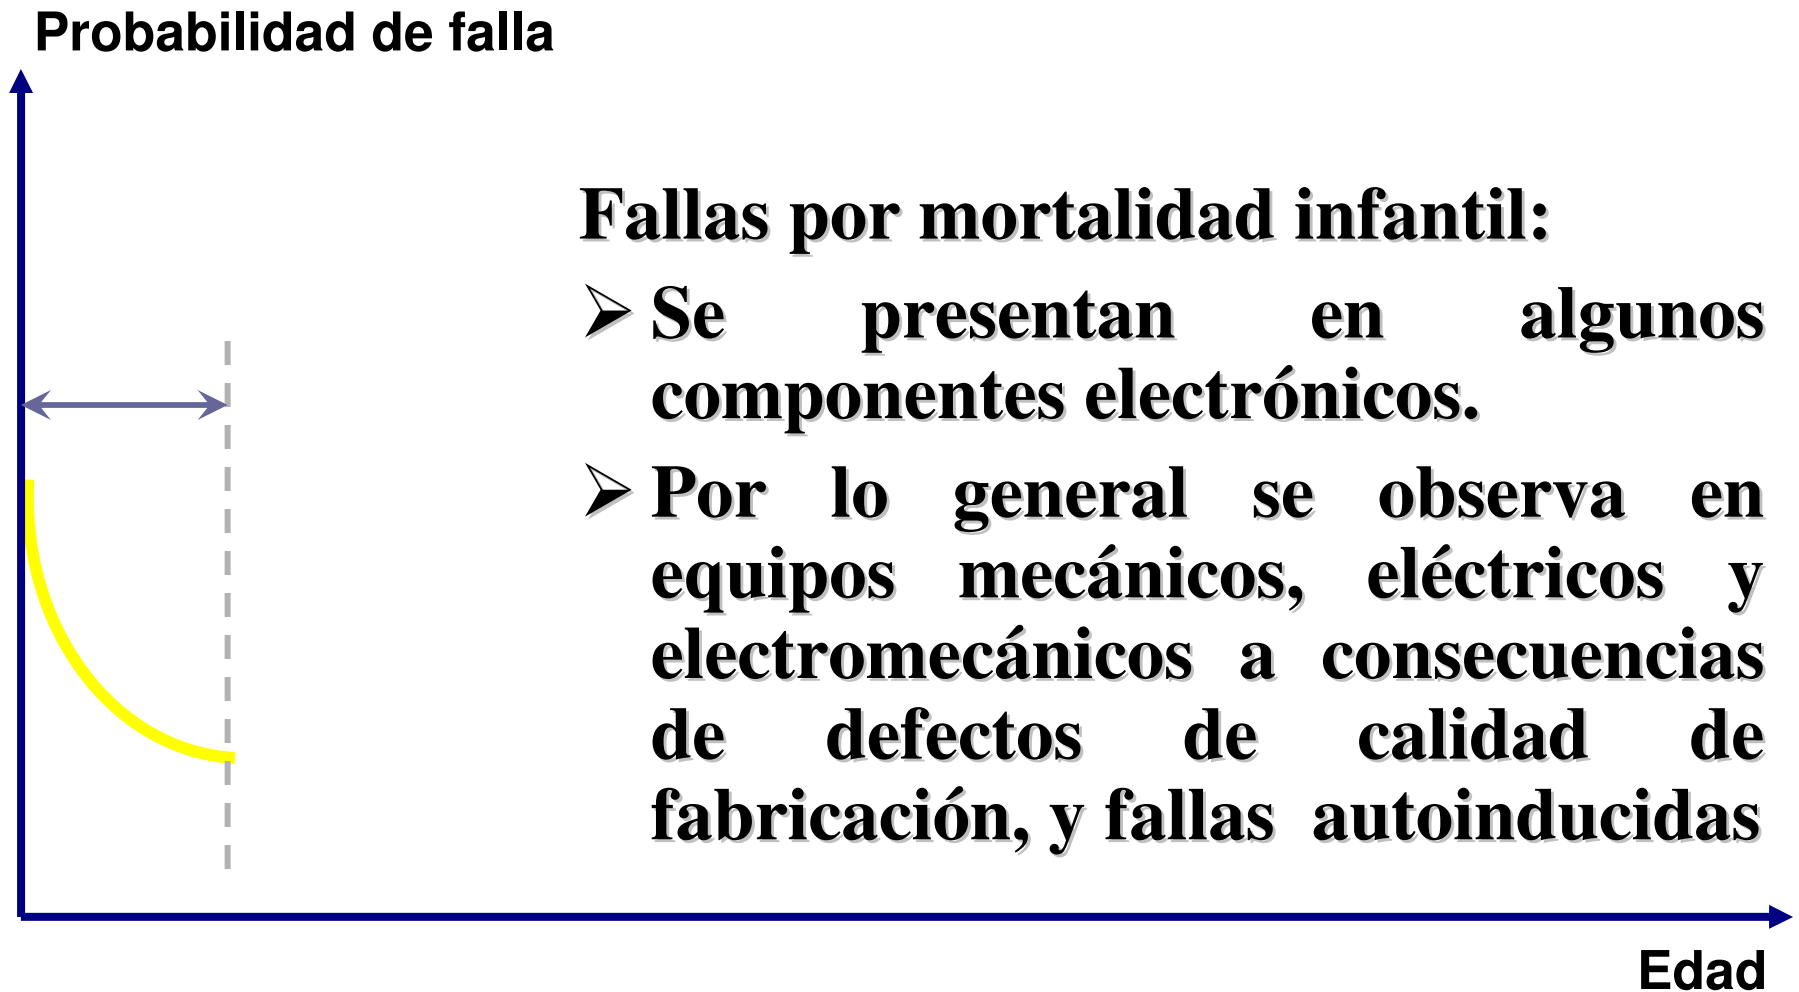 Probabilidad de falla
Fallas por mortalidad infantil:
Se presentan en algunos
componentes electrónicos.
Por lo general se observa en
equipos mecánicos, eléctricos y
electromecánicos a consecuencias
de defectos de calidad de
fabricación, y fallas autoinducidas
Edad